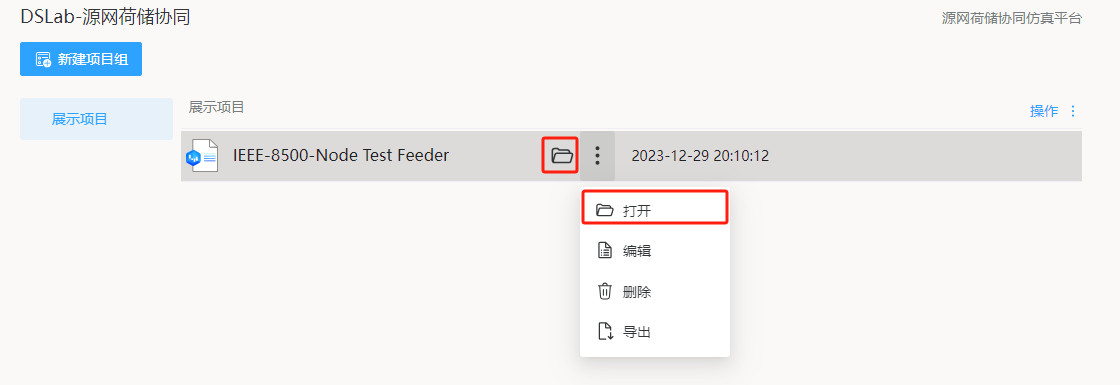 DSLab-源网荷储协同
源网荷储协同仿真平台
新建项目组
展示项目
展示项目
操作
IEEE-8500-Node Test Feeder
2023-12-29 20:10:12
打开
编辑
删除
导出